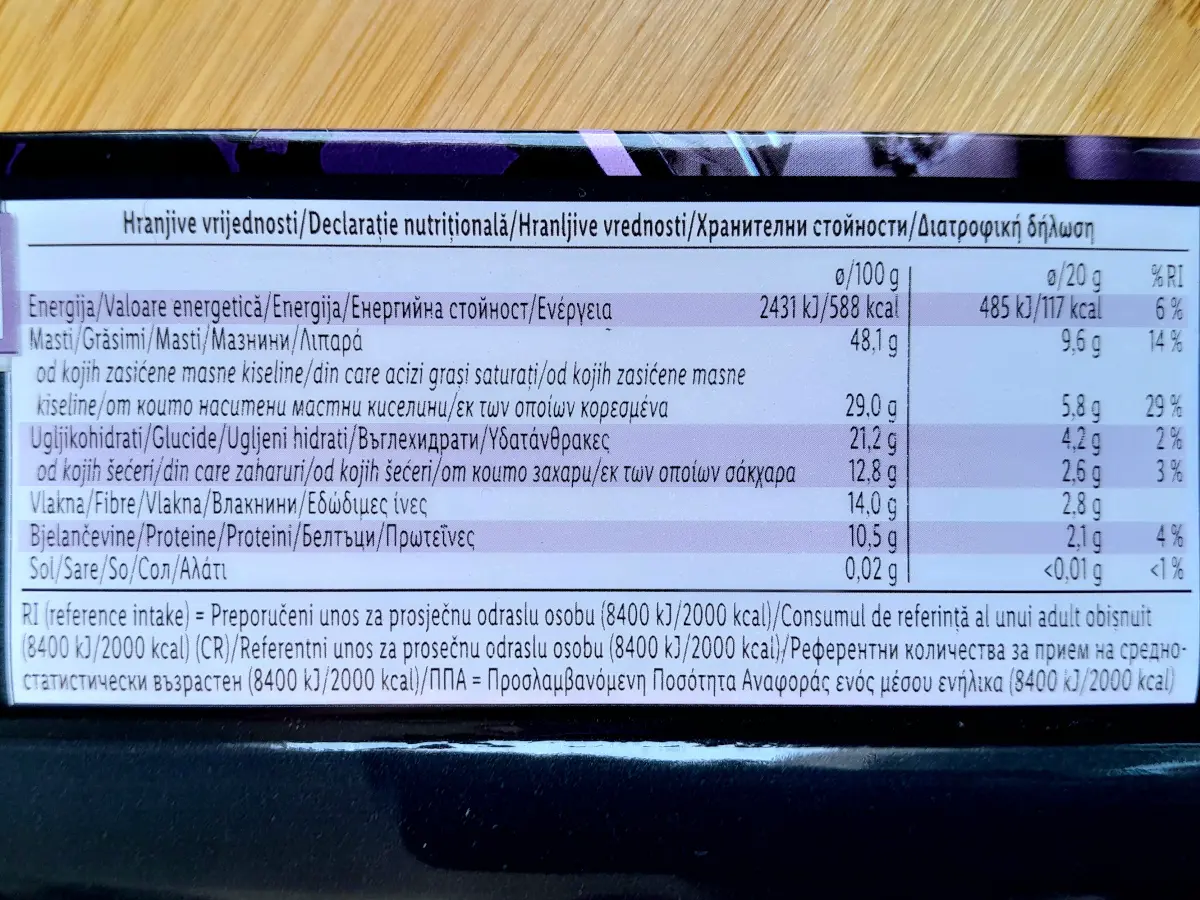 Hranjive vrijednosti/Declarație nutrițională/Hranljive vrednosti/Хранителни стойности/Διατροφική δήλωση
ø/100 g ø/20 g %RI
Energija/Valoare energetică/Energija/Енергийна стойност/Ενέργεια 2431 kJ/588 kcal 485 kJ/117 kcal 6 %
Masti/Grăsimi/Masti/Мазнини/Λιπαρά 48,1 g 9,6 g 14 %
od kojih zasićene masne kiseline/din care acizi grași saturați/od kojih zasićene masne
kiseline/от които наситени мастни киселини/εκ των οποίων κορεσμένα 29,0 g 5,8 g 29 %
Ugljikohidrati/Glucide/Ugljeni hidrati/Въглехидрати/Υδατάνθρακες 21,2 g 4,2 g 2 %
od kojih šećeri/din care zaharuri/od kojih šećeri/от които захари/εκ των οποίων σάκχαρα 12,8 g 2,6 g 3 %
Vlakna/Fibre/Vlakna/Влакнини/Εδώδιμες ίνες 14,0 g 2,8 g
Bjelančevine/Proteine/Proteini/Белтъци/Πρωτεΐνες 10,5 g 2,1 g 4 %
Sol/Sare/So/Сол/Αλάτι 0,02 g <0,01 g <1 %
RI (reference intake) = Preporučeni unos za prosječnu odraslu osobu (8400 kJ/2000 kcal)/Consumul de referință al unui adult obișnuit
(8400 kJ/2000 kcal) (CR)/Referentni unos za prosečnu odraslu osobu (8400 kJ/2000 kcal)/Референтни количества за прием на средно-
статистически възрастен (8400 kJ/2000 kcal)/ΠΠΑ = Προσλαμβανόμενη Ποσότητα Αναφοράς ενός μέσου ενήλικα (8400 kJ/2000 kcal)